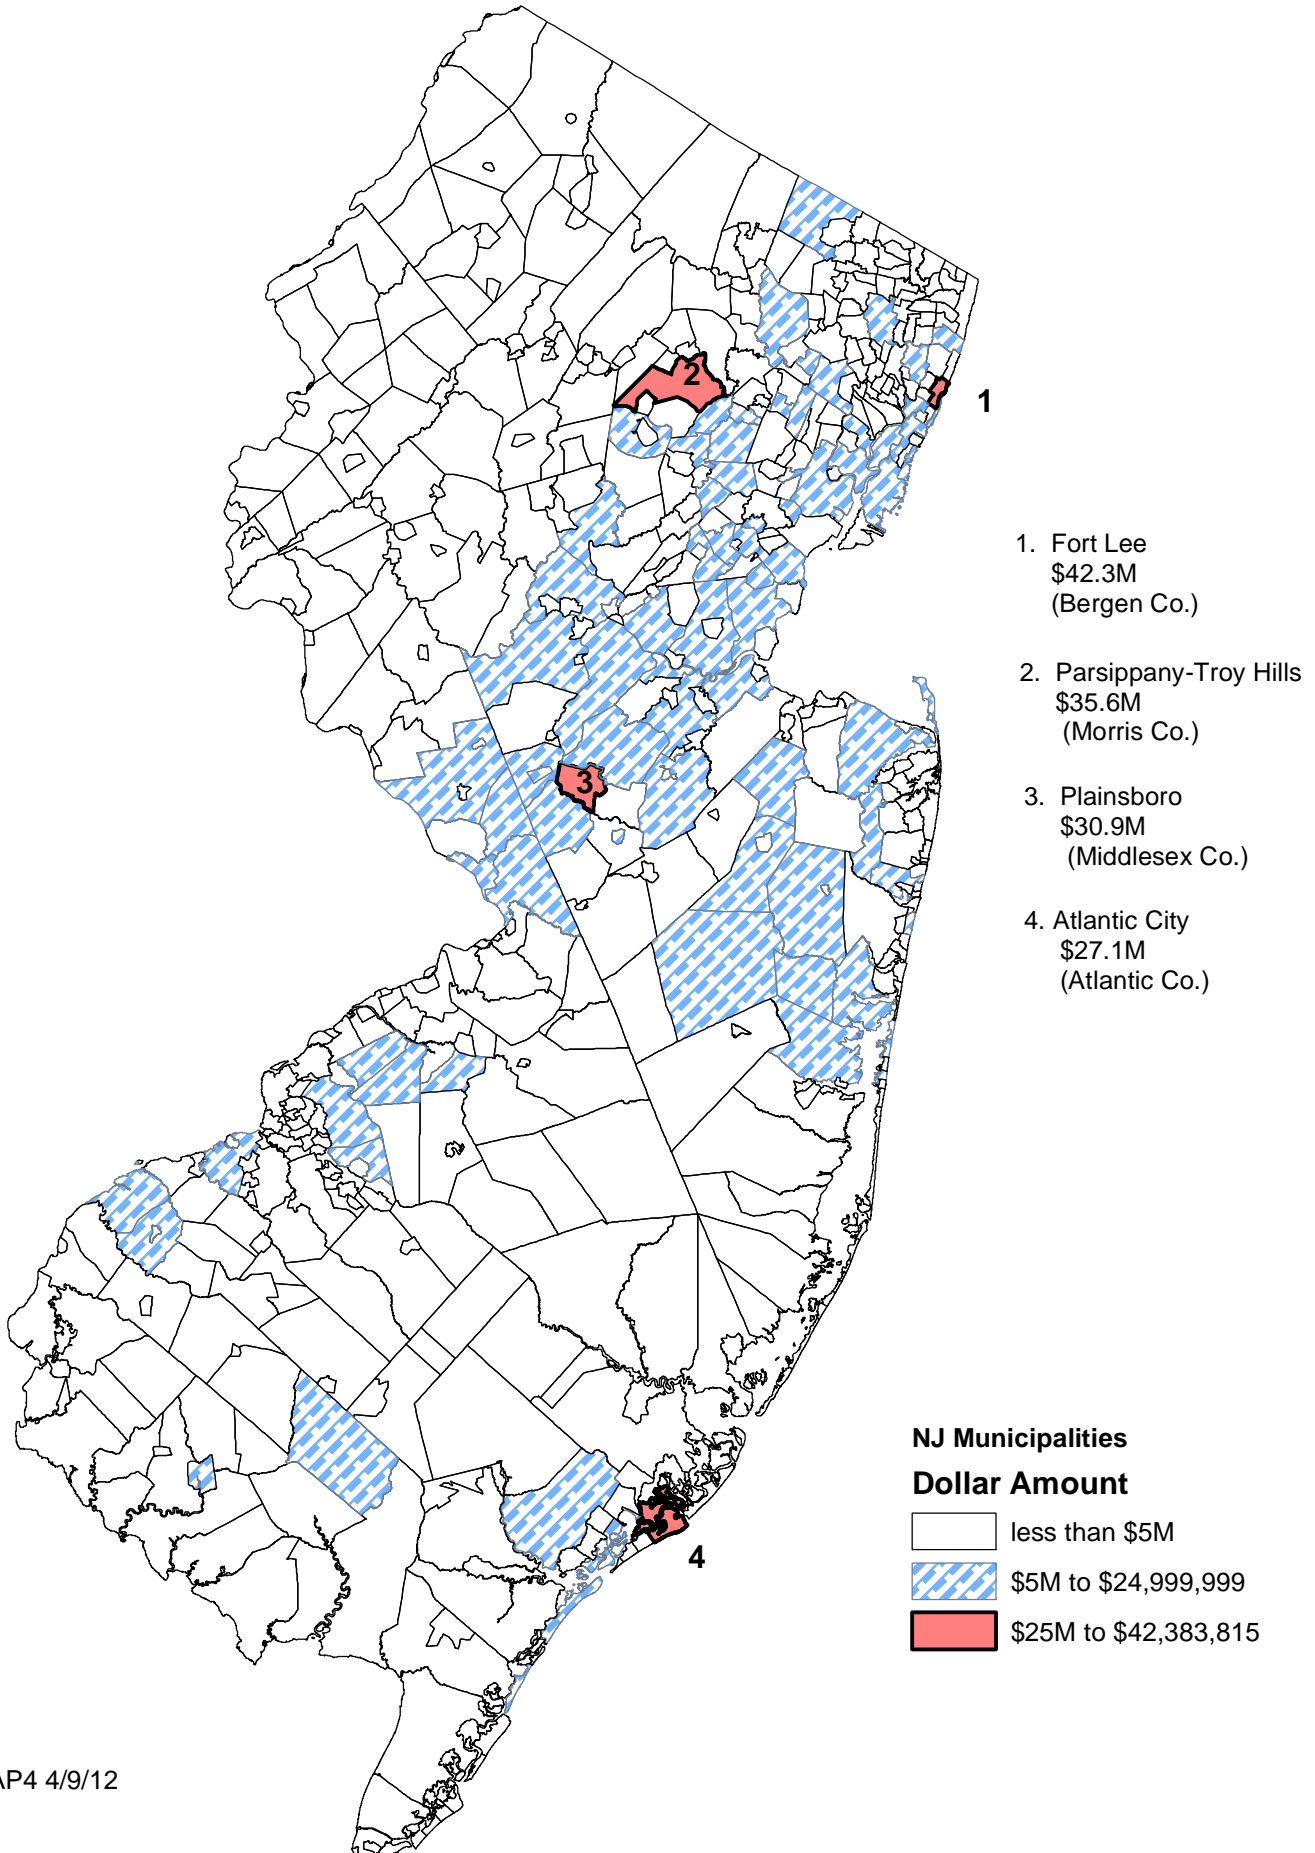 2
1
3
4
1. Fort Lee
$42.3M
(Bergen Co.)
2. Parsippany-Troy Hills
$35.6M
(Morris Co.)
3. Plainsboro
$30.9M
(Middlesex Co.)
4. Atlantic City
$27.1M
(Atlantic Co.)
NJ Municipalities
Dollar Amount
less than $5M
$5M to $24,999,999
$25M to $42,383,815
AP4 4/9/12